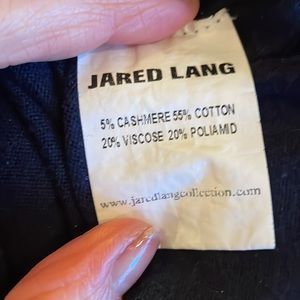 JARED LANG
5% CASHMERE 55% COTTON
20% VISCOSE 20% POLIAMID
www.jaredlangcollection.com